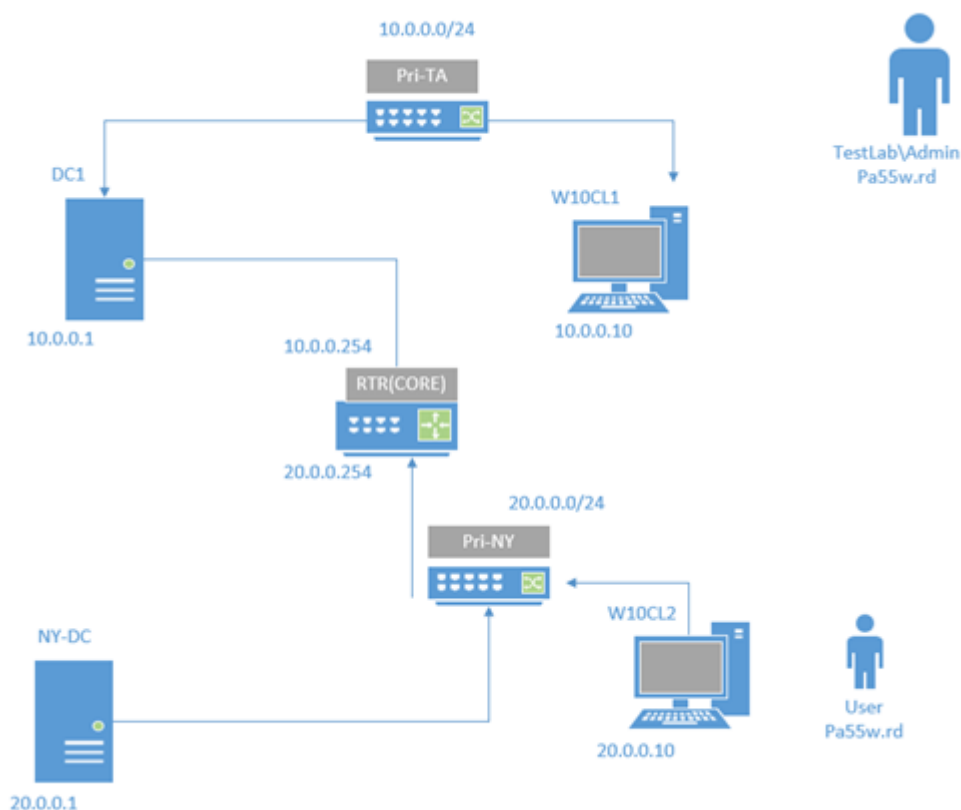 10.0.0.0/24
Pri-TA
TestLab\Admin
Pa55w.rd
DC1
W10CL1
10.0.0.1
10.0.0.10
10.0.0.254
RTR(CORE)
20.0.0.254
20.0.0.0/24
Pri-NY
W10CL2
NY-DC
User
Pa55w.rd
20.0.0.10
20.0.0.1